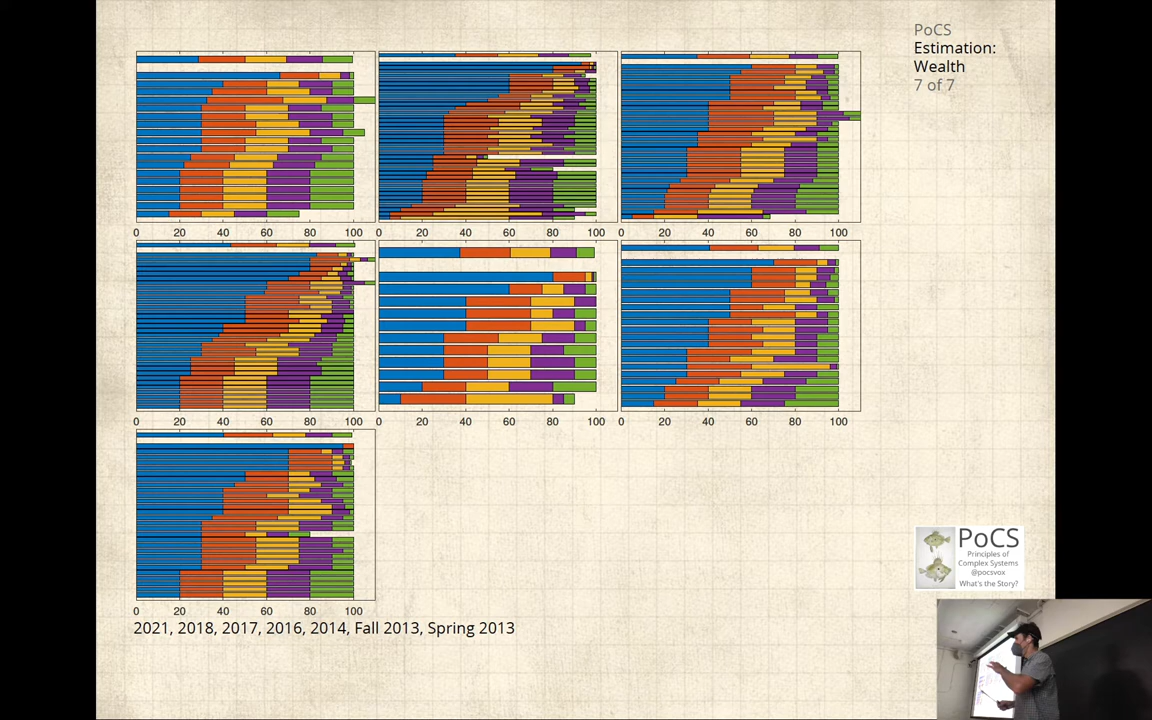 PoCS
Estimation:
Wealth
7 of 7
0 20 40 60 80 100
0 20 40 60 80 100
0 20 40 60 80 100
0 20 40 60 80 100
0 20 40 60 80 100
0 20 40 60 80 100
0 20 40 60 80 100
2021, 2018, 2017, 2016, 2014, Fall 2013, Spring 2013
PoCS
Principles of
Complex Systems
@pocsvox
What's the Story?